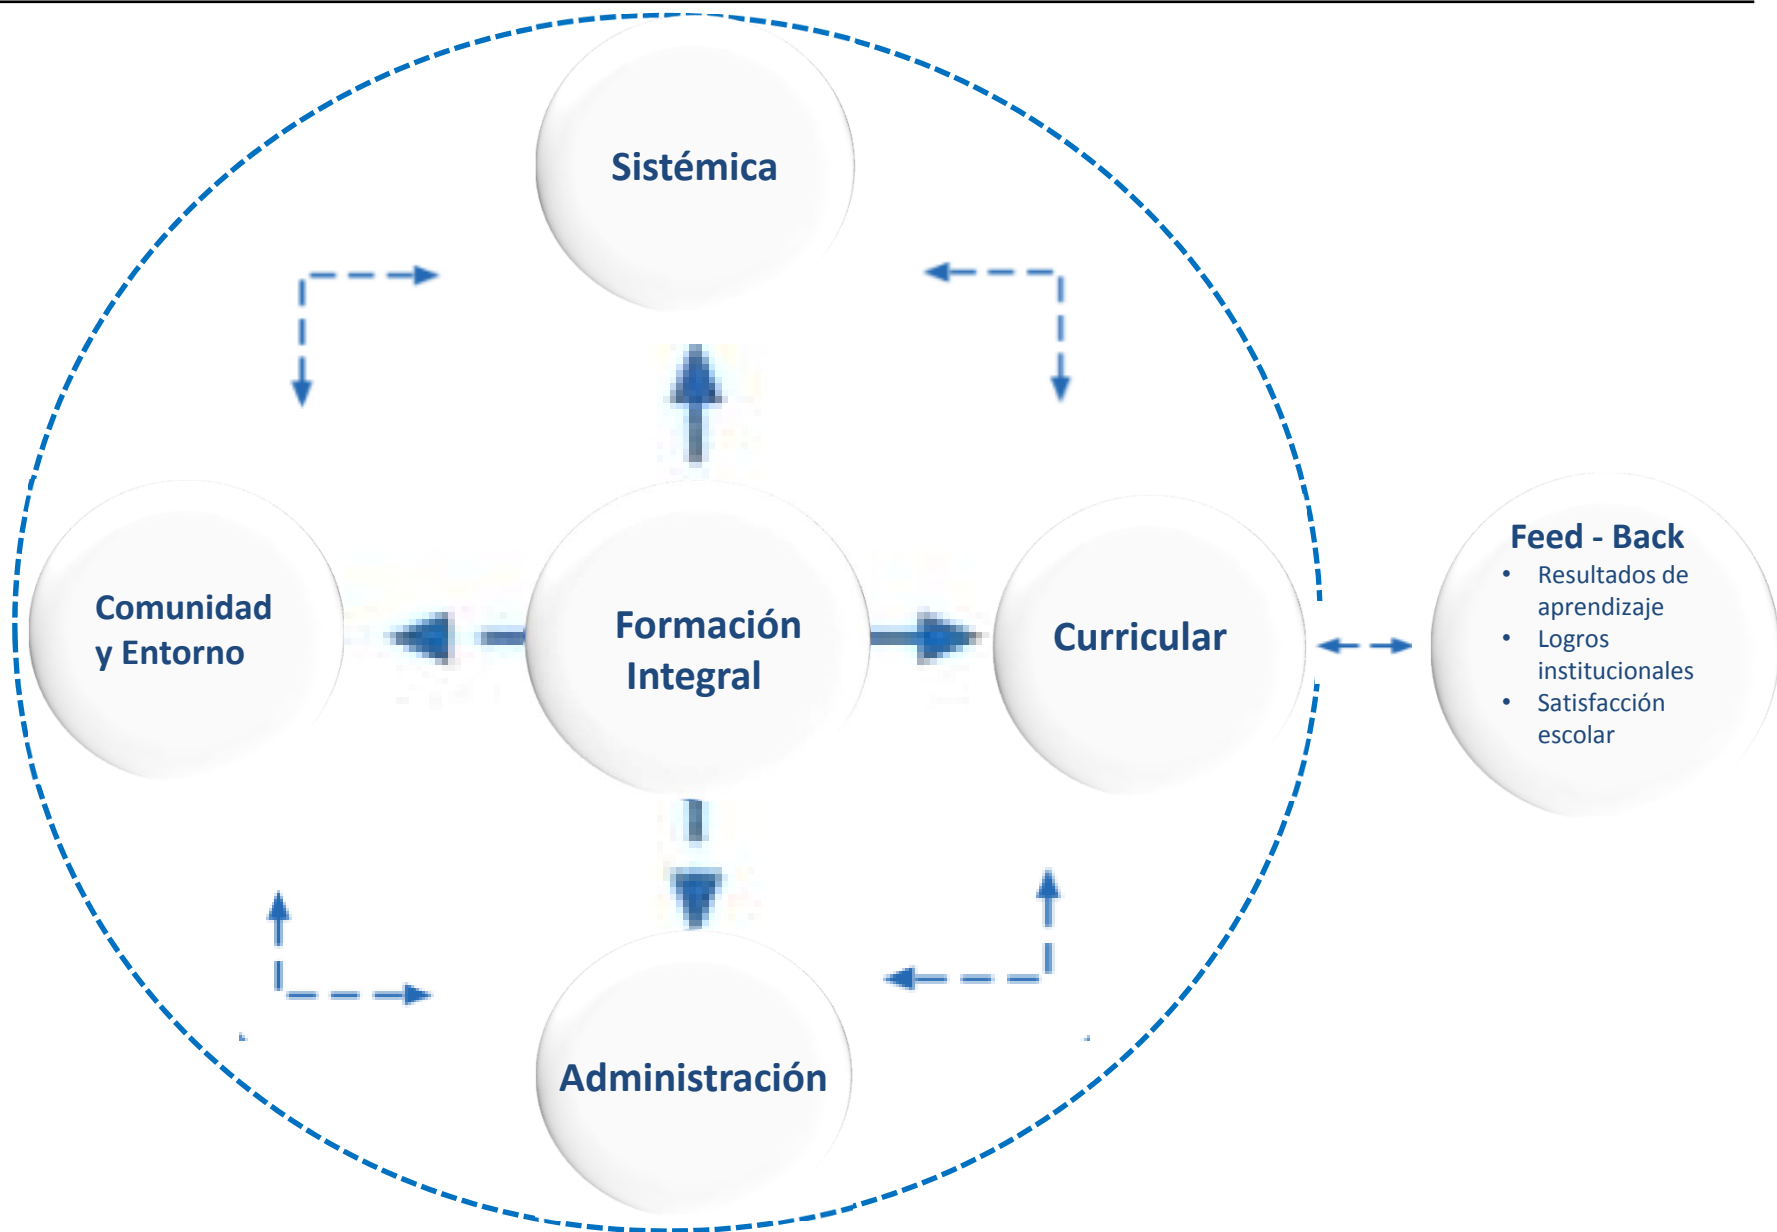 Sistémica
Comunidad
y Entorno
Formación
Integral
Curricular
Feed - Back
• Resultados de
aprendizaje
• Logros
institucionales
• Satisfacción
escolar
Administración